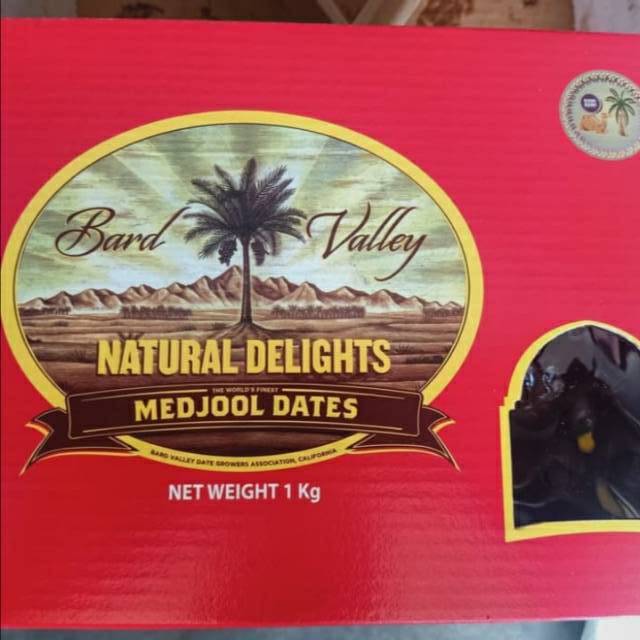 Bard Valley
NATURAL DELIGHTS
THE WORLD'S FINEST
MEDJOOL DATES
BARD VALLEY DATE GROWERS ASSOCIATION, CALIFORNIA
NET WEIGHT 1 Kg